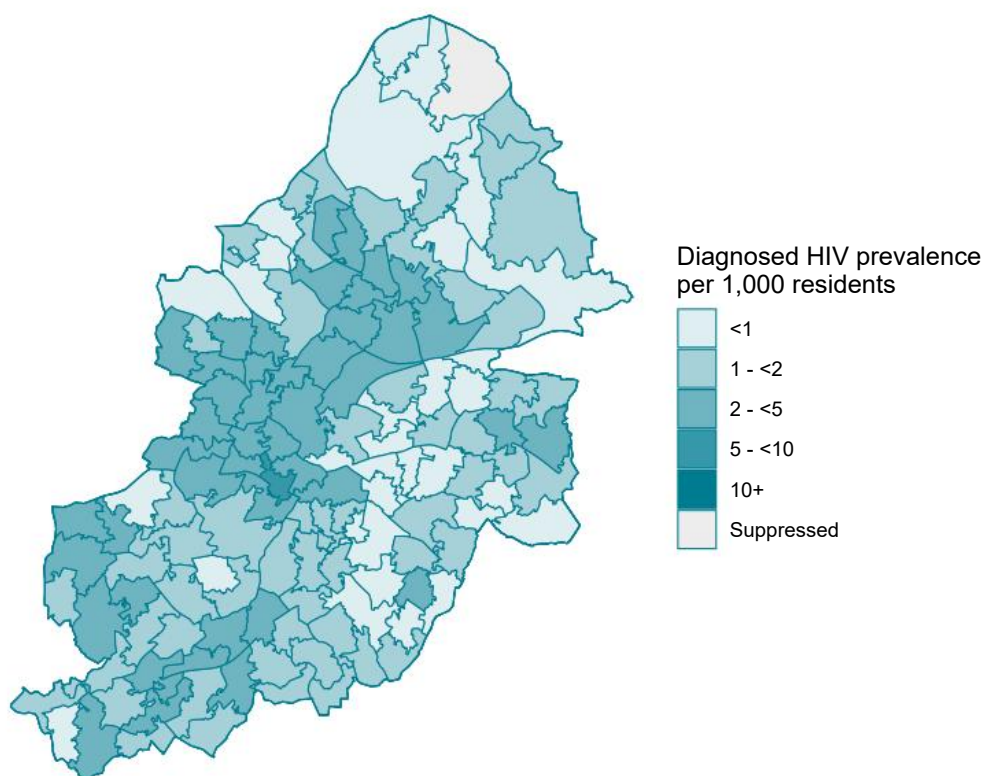 Diagnosed HIV prevalence
per 1,000 residents
<1
1 - <2
2 - <5
5 - <10
10+
Suppressed